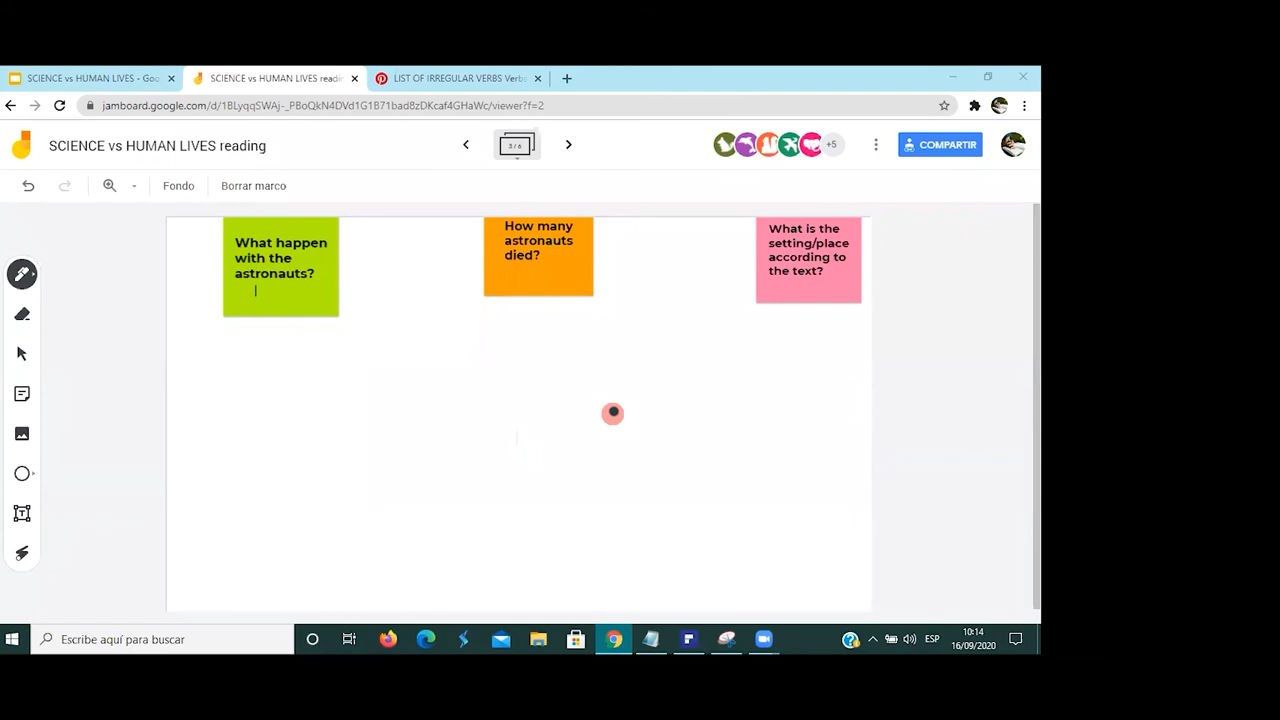 SCIENCE vs HUMAN LIVES - Goo
SCIENCE vs HUMAN LIVES readi
LIST OF IRREGULAR VERBS Verbs
jamboard.google.com/d/1BLyqqSWAj-_PBoQkN4DVd1G1B71bad8zDKcaf4GHaWc/viewer?f=2
SCIENCE vs HUMAN LIVES reading
3 / 6
+5
COMPARTIR
Fondo
Borrar marco
What happen
with the
astronauts?
How many
astronauts
died?
What is the
setting/place
according to
the text?
Escribe aquí para buscar
ESP
10:14
16/09/2020